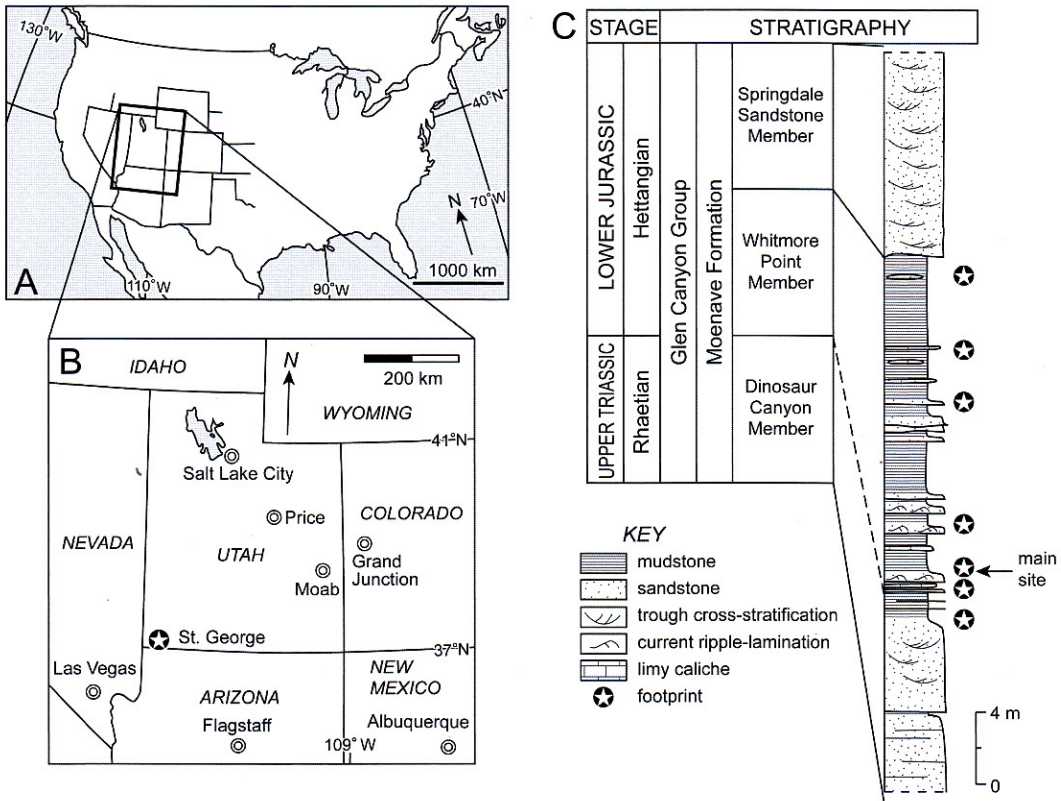 A
130°W
40°N
70°W
N
1000 km
110°W
90°W
B
IDAHO
N
200 km
WYOMING
41°N
Salt Lake City
Price
COLORADO
NEVADA
UTAH
Grand
Junction
Moab
St. George
37°N
Las Vegas
NEW
MEXICO
ARIZONA
Flagstaff
Albuquerque
109° W
C
STAGE
STRATIGRAPHY
LOWER JURASSIC
Hettangian
UPPER TRIASSIC
Rhaetian
Glen Canyon Group
Moenave Formation
Springdale
Sandstone
Member
Whitmore
Point
Member
Dinosaur
Canyon
Member
KEY
mudstone
sandstone
trough cross-stratification
current ripple-lamination
limy caliche
footprint
main
site
4 m
0